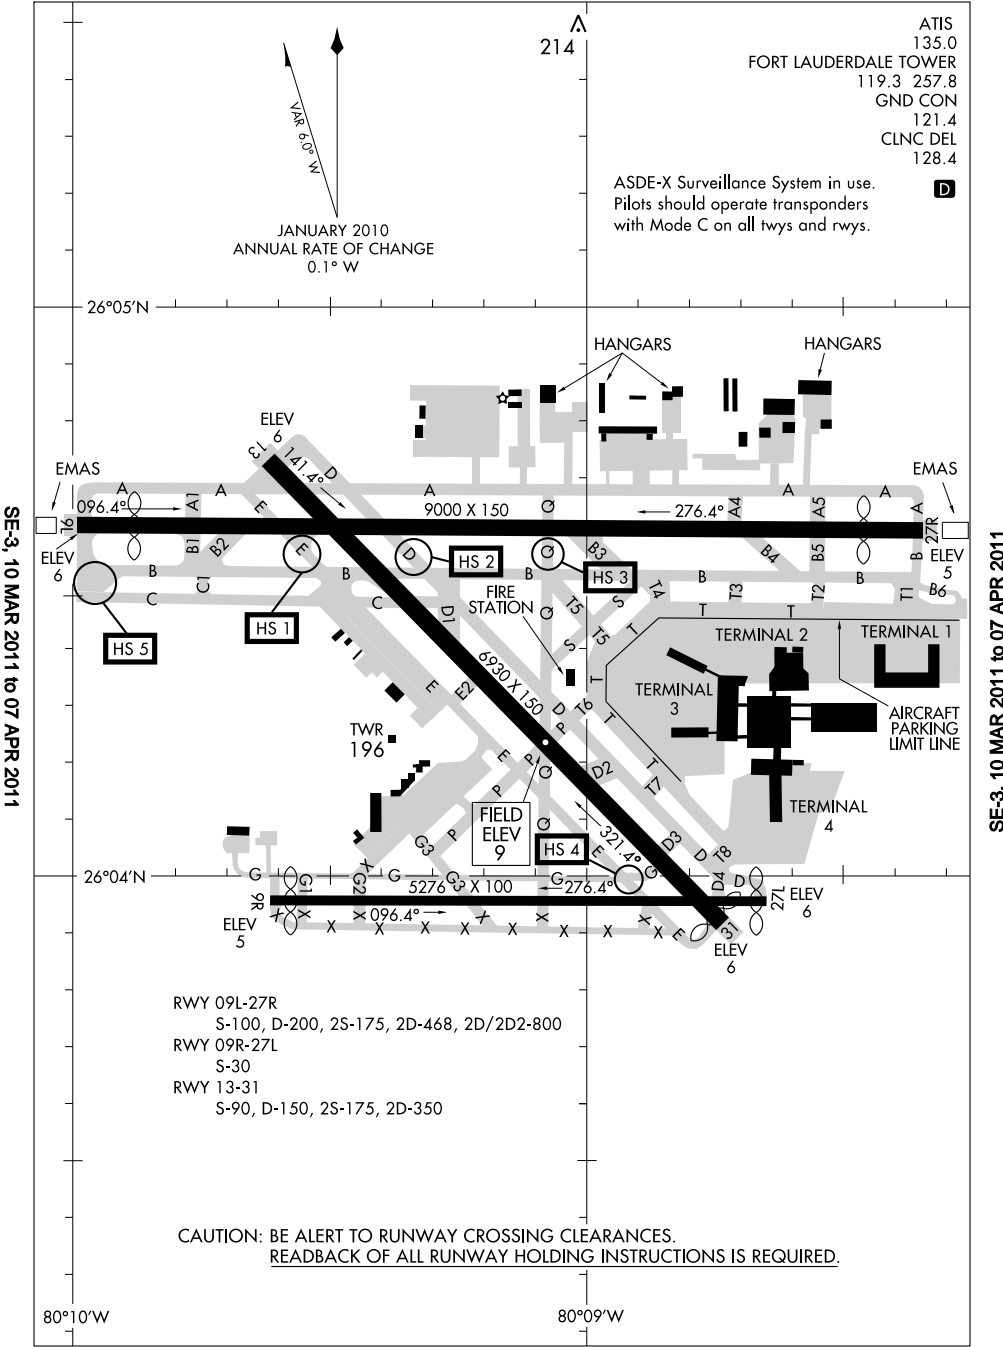 ATIS
135.0
FORT LAUDERDALE TOWER
119.3 257.8
GND CON
121.4
CLNC DEL
128.4
D
214
VAR 6.0° W
JANUARY 2010
ANNUAL RATE OF CHANGE
0.1° W
ASDE-X Surveillance System in use.
Pilots should operate transponders
with Mode C on all twys and rwys.
26°05'N
HANGARS
HANGARS
ELEV
6
13
141.4°
D
EMAS
EMAS
A
A1
A
E
A
Q
A4
A
A5
A
A
096.4°
9000 X 150
276.4°
9L
27R
ELEV
6
ELEV
5
B1
B2
E
D
Q
B3
B4
B5
B
HS 2
HS 3
B
C1
B
B
B
B
B6
C
C
HS 5
HS 1
FIRE
STATION
D1
Q
T5
S
T4
T3
T2
T1
T
T
S
T5
T
TERMINAL 2
TERMINAL 1
6930 X 150
E
E2
T
TERMINAL
3
AIRCRAFT
PARKING
LIMIT LINE
D
T6
P
T
TWR
196
E
P
Q
D2
T
T7
P
FIELD
ELEV
9
TERMINAL
4
G3
P
Q
HS 4
E
321.4°
D3
D
T8
26°04'N
G
G1
G2
X
G
G3
G
G
D4
D
5276 X 100
276.4°
9R
27L
ELEV
6
096.4°
ELEV
5
X
X
X
X
X
X
X
X
X
X
X
X
X
E
31
ELEV
6
RWY 09L-27R
S-100, D-200, 2S-175, 2D-468, 2D/2D2-800
RWY 09R-27L
S-30
RWY 13-31
S-90, D-150, 2S-175, 2D-350
CAUTION: BE ALERT TO RUNWAY CROSSING CLEARANCES.
READBACK OF ALL RUNWAY HOLDING INSTRUCTIONS IS REQUIRED.
80°10'W
80°09'W
SE-3, 10 MAR 2011 to 07 APR 2011
SE-3, 10 MAR 2011 to 07 APR 2011